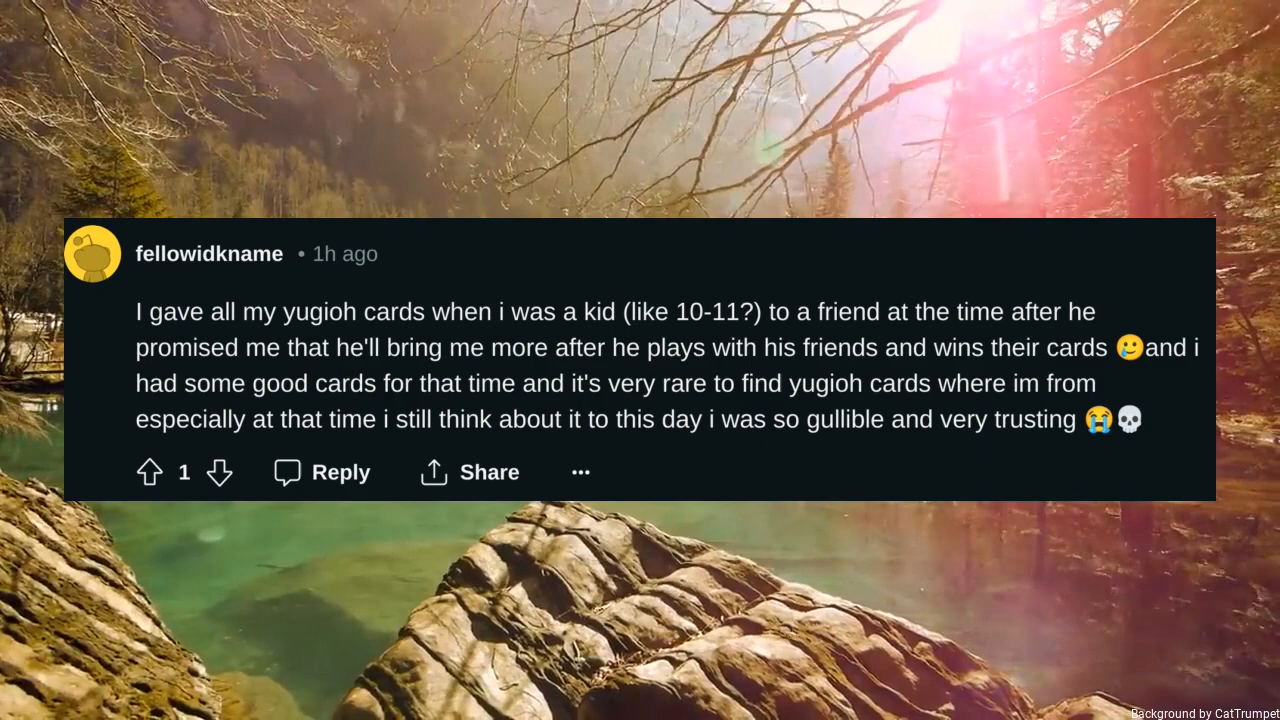 fellowidkname • 1h ago
I gave all my yugioh cards when i was a kid (like 10-11?) to a friend at the time after he
promised me that he'll bring me more after he plays with his friends and wins their cards 🥲and i
had some good cards for that time and it's very rare to find yugioh cards where im from
especially at that time i still think about it to this day i was so gullible and very trusting 😭💀
1 Reply Share ···
Background by CatTrumpet